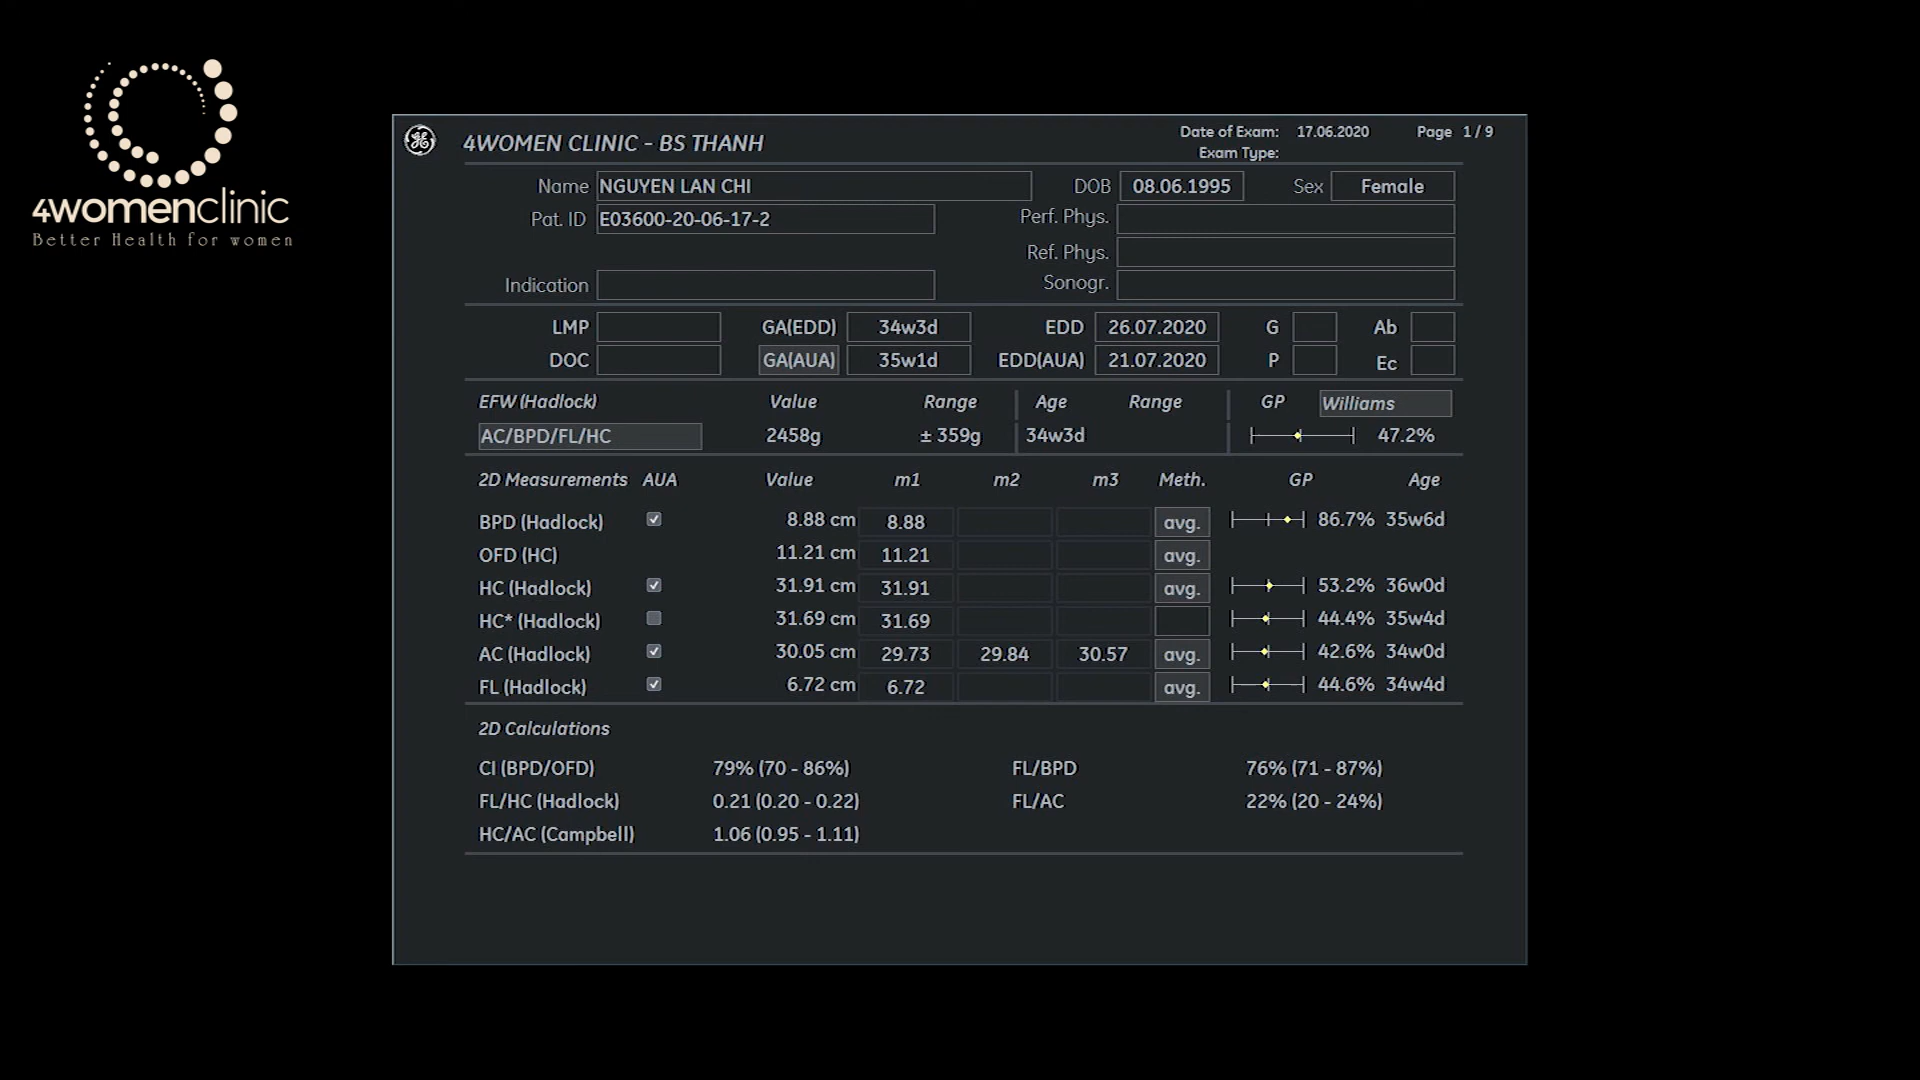 4womenclinic
Better Health for women
4WOMEN CLINIC - BS THANH
Date of Exam: 17.06.2020 Page 1 / 9
Exam Type:
Name NGUYEN LAN CHI DOB 08.06.1995 Sex Female
Pat. ID E03600-20-06-17-2 Perf. Phys.
Ref. Phys.
Indication Sonogr.
LMP GA(EDD) 34w3d EDD 26.07.2020 G Ab
DOC GA(AUA) 35w1d EDD(AUA) 21.07.2020 P Ec
EFW (Hadlock) Value Range Age Range GP Williams
AC/BPD/FL/HC 2458g ± 359g 34w3d 47.2%
2D Measurements AUA Value m1 m2 m3 Meth. GP Age
BPD (Hadlock) 8.88 cm 8.88 avg. 86.7% 35w6d
OFD (HC) 11.21 cm 11.21 avg.
HC (Hadlock) 31.91 cm 31.91 avg. 53.2% 36w0d
HC* (Hadlock) 31.69 cm 31.69 44.4% 35w4d
AC (Hadlock) 30.05 cm 29.73 29.84 30.57 avg. 42.6% 34w0d
FL (Hadlock) 6.72 cm 6.72 avg. 44.6% 34w4d
2D Calculations
CI (BPD/OFD) 79% (70 - 86%) FL/BPD 76% (71 - 87%)
FL/HC (Hadlock) 0.21 (0.20 - 0.22) FL/AC 22% (20 - 24%)
HC/AC (Campbell) 1.06 (0.95 - 1.11)